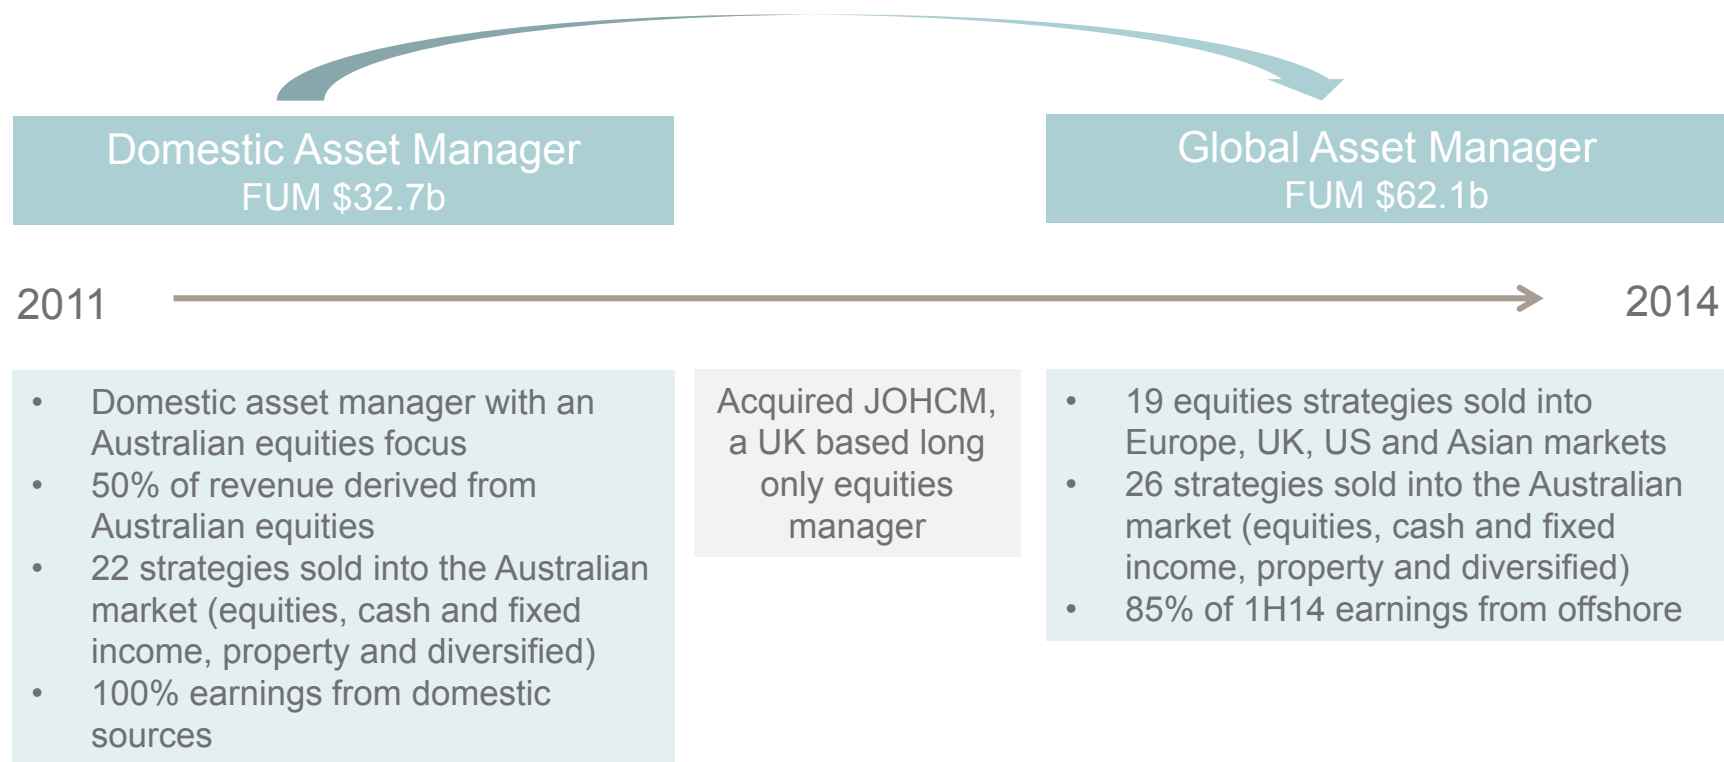 Domestic Asset Manager
FUM $32.7b
Global Asset Manager
FUM $62.1b
2011
2014
• Domestic asset manager with an
Australian equities focus
• 50% of revenue derived from
Australian equities
• 22 strategies sold into the Australian
market (equities, cash and fixed
income, property and diversified)
• 100% earnings from domestic
sources
Acquired JOHCM,
a UK based long
only equities
manager
• 19 equities strategies sold into
Europe, UK, US and Asian markets
• 26 strategies sold into the Australian
market (equities, cash and fixed
income, property and diversified)
• 85% of 1H14 earnings from offshore